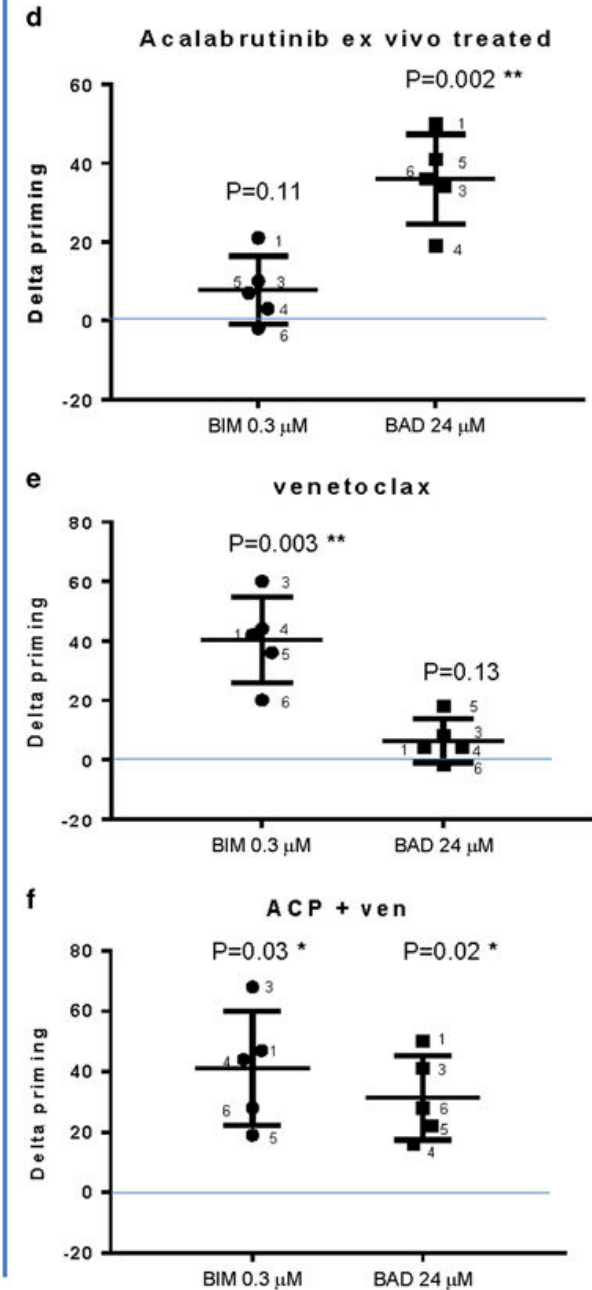 d
Acalabrutinib ex vivo treated
P=0.002 **
P=0.11
Delta priming
60
40
20
0
-20
1
5
3
4
6
1
5
6
3
4
BIM 0.3 μM BAD 24 μM
e
venetoclax
P=0.003 **
P=0.13
Delta priming
80
60
40
20
0
-20
3
1
4
5
6
5
3
1
4
6
BIM 0.3 μM BAD 24 μM
f
ACP + ven
P=0.03 * P=0.02 *
Delta priming
80
60
40
20
0
-20
3
1
4
6
5
1
3
6
5
4
BIM 0.3 μM BAD 24 μM